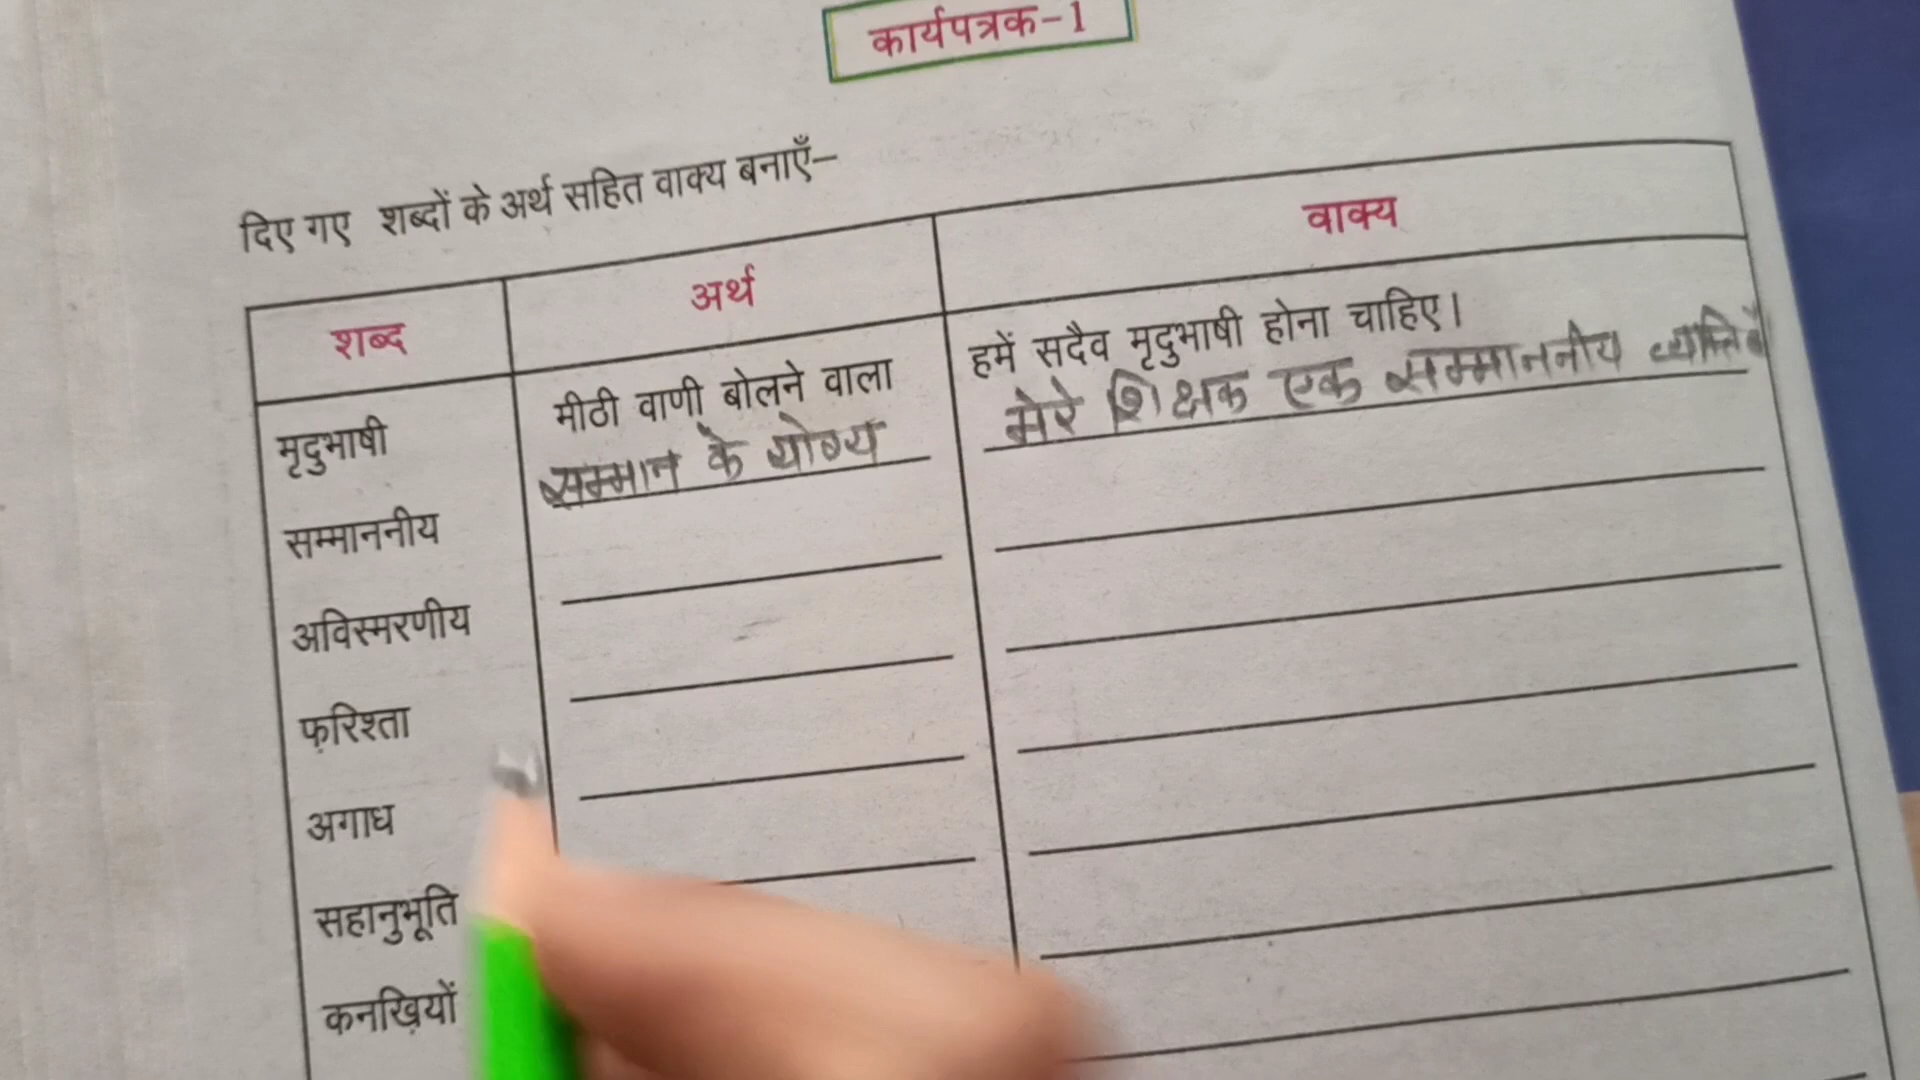 कार्यपत्रक-1
दिए गए शब्दों के अर्थ सहित वाक्य बनाएँ–
शब्द अर्थ वाक्य
मृदुभाषी मीठी वाणी बोलने वाला हमें सदैव मृदुभाषी होना चाहिए।
सम्माननीय सम्मान के योग्य मेरे शिक्षक एक सम्माननीय व्यक्ति हैं
अविस्मरणीय
फ़रिश्ता
अगाध
सहानुभूति
कनखि़यों